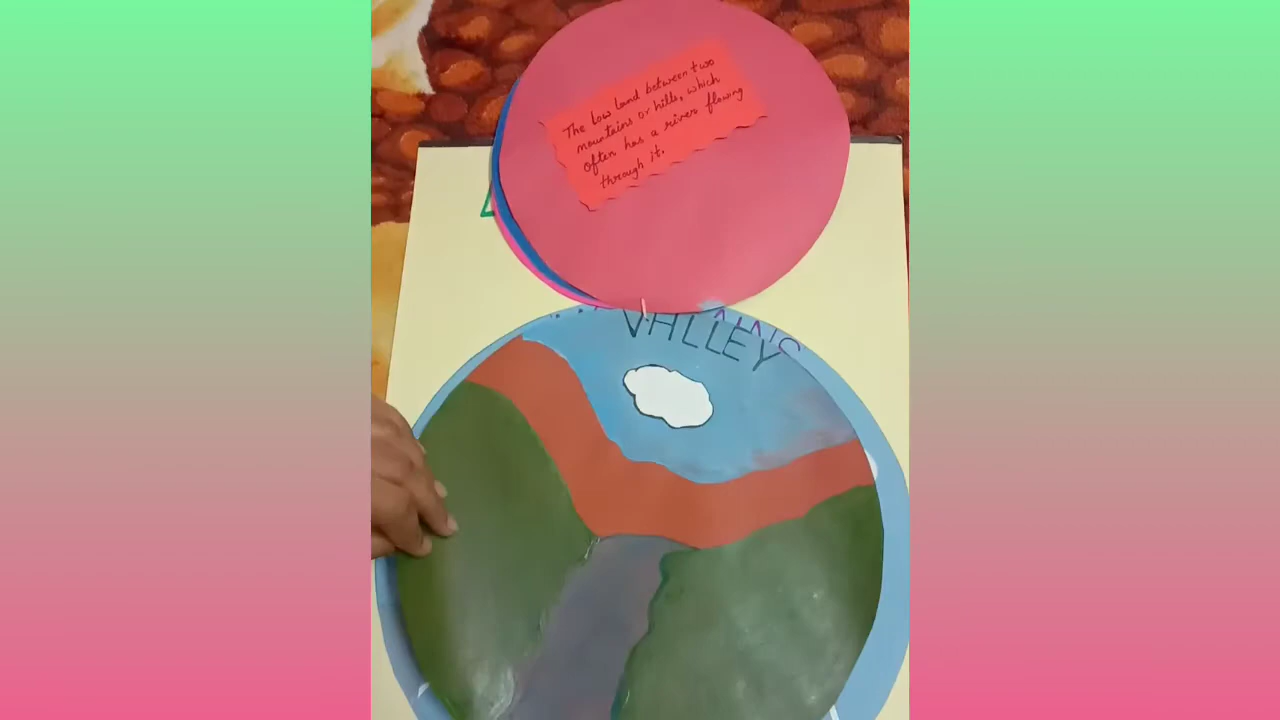 The low land between two
mountains or hills, which
often has a river flowing
through it.
VALLEY